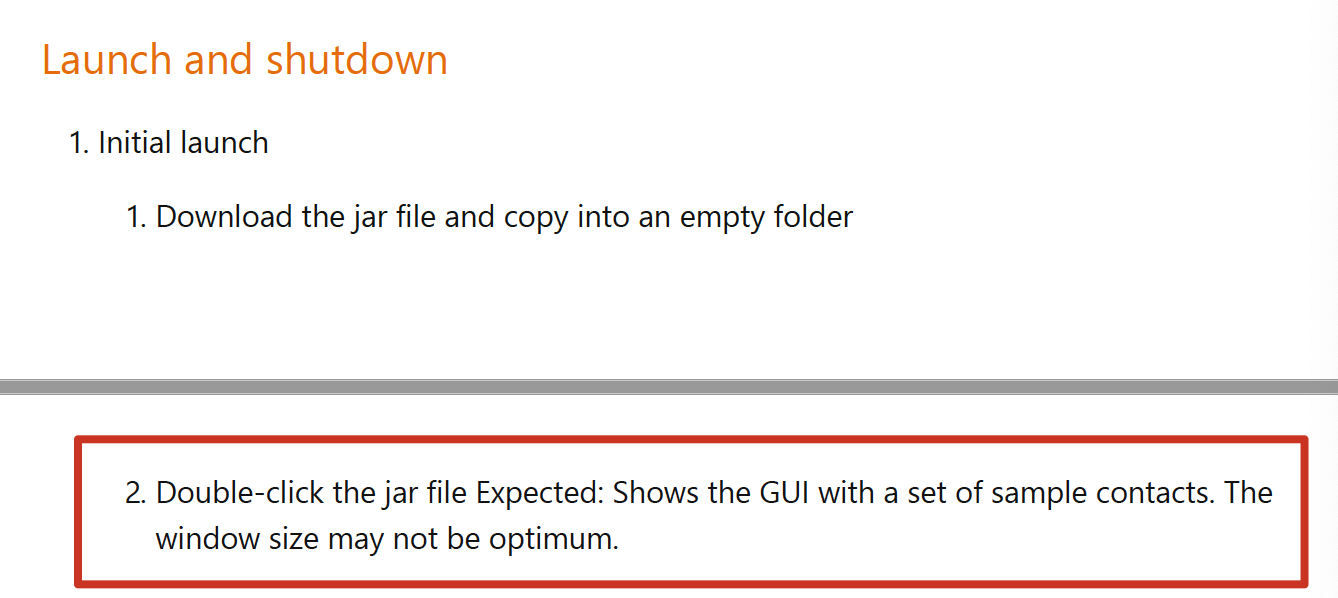 Launch and shutdown
1. Initial launch
1. Download the jar file and copy into an empty folder
2. Double-click the jar file Expected: Shows the GUI with a set of sample contacts. The
window size may not be optimum.